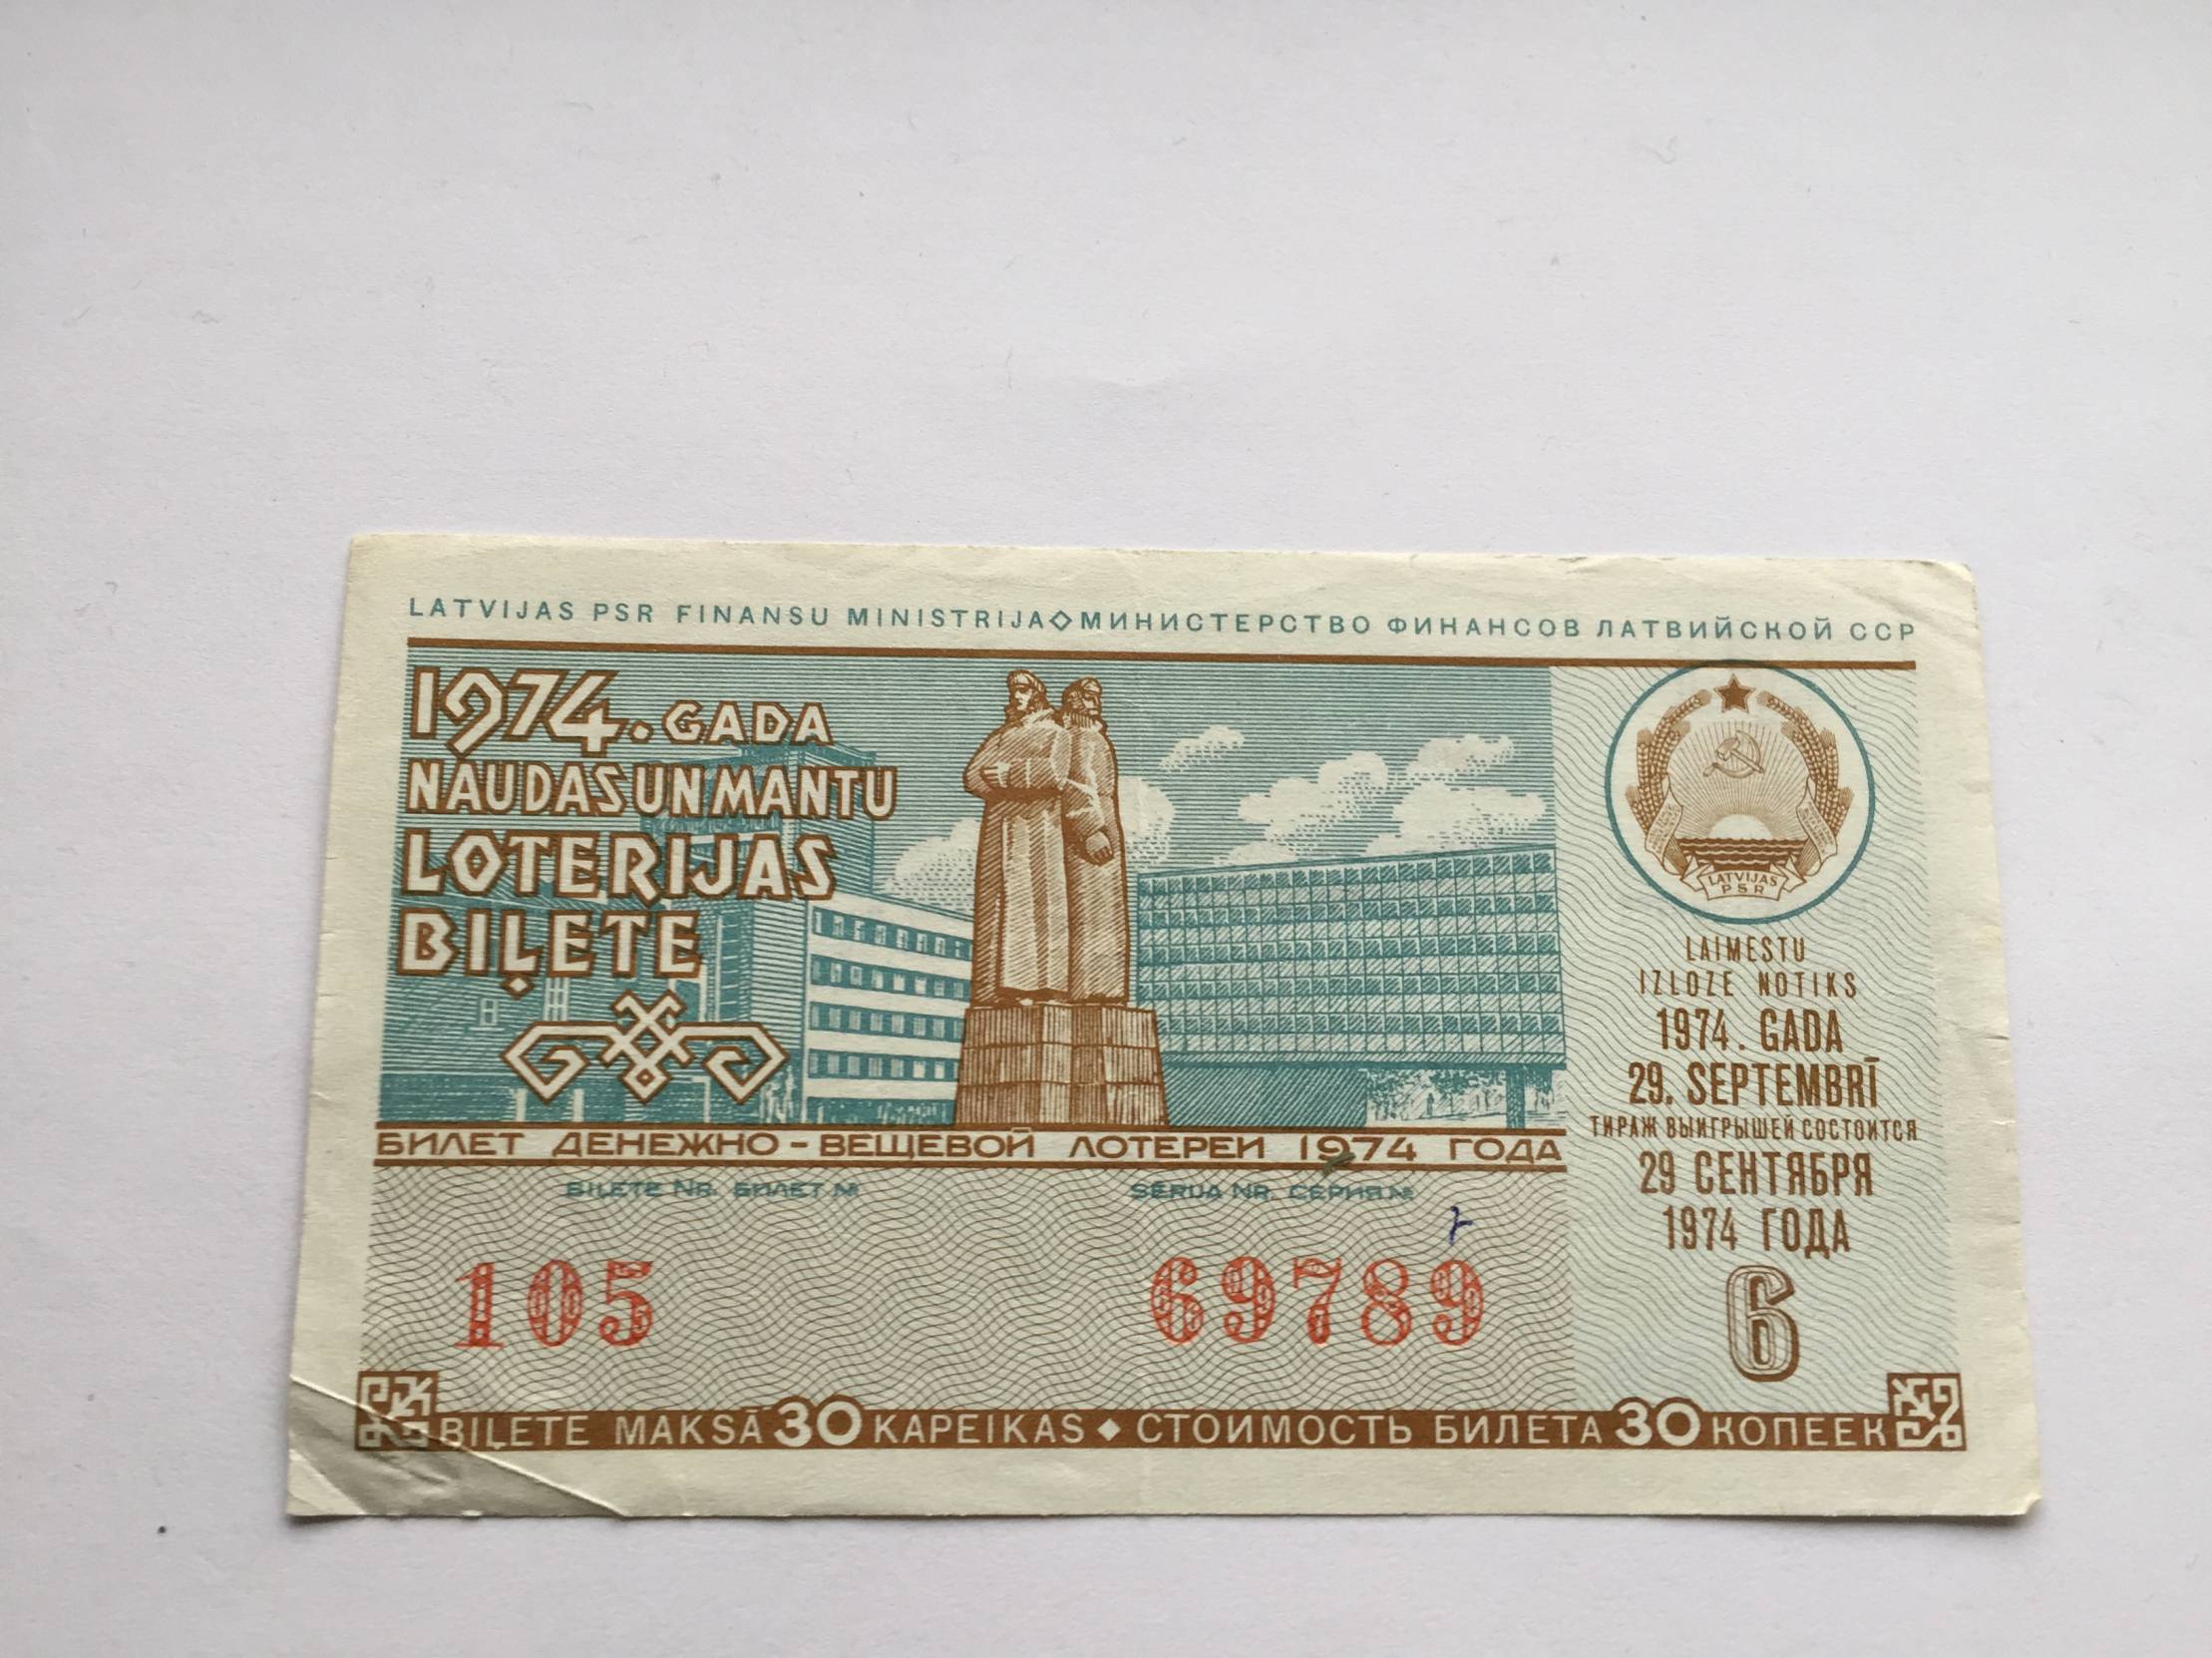 LATVIJAS PSR FINANSU MINISTRIJA◇МИНИСТЕРСТВО ФИНАНСОВ ЛАТВИЙСКОЙ ССР
1974. GADA
NAUDAS UN MANTU
LOTERIJAS
BIĻETE
LATVIJAS
PSR
LAIMESTU
IZLOZE NOTIKS
1974. GADA
29. SEPTEMBRĪ
ТИРАЖ ВЫИГРЫШЕЙ СОСТОИТСЯ
29 СЕНТЯБРЯ
1974 ГОДА
6
БИЛЕТ ДЕНЕЖНО-ВЕЩЕВОЙ ЛОТЕРЕИ 1974 ГОДА
BIĻETE NR. БИЛЕТ № SĒRIJA NR. СЕРИЯ №
105 69789
BIĻETE MAKSĀ 30 KAPEIKAS ◆ СТОИМОСТЬ БИЛЕТА 30 КОПЕЕК